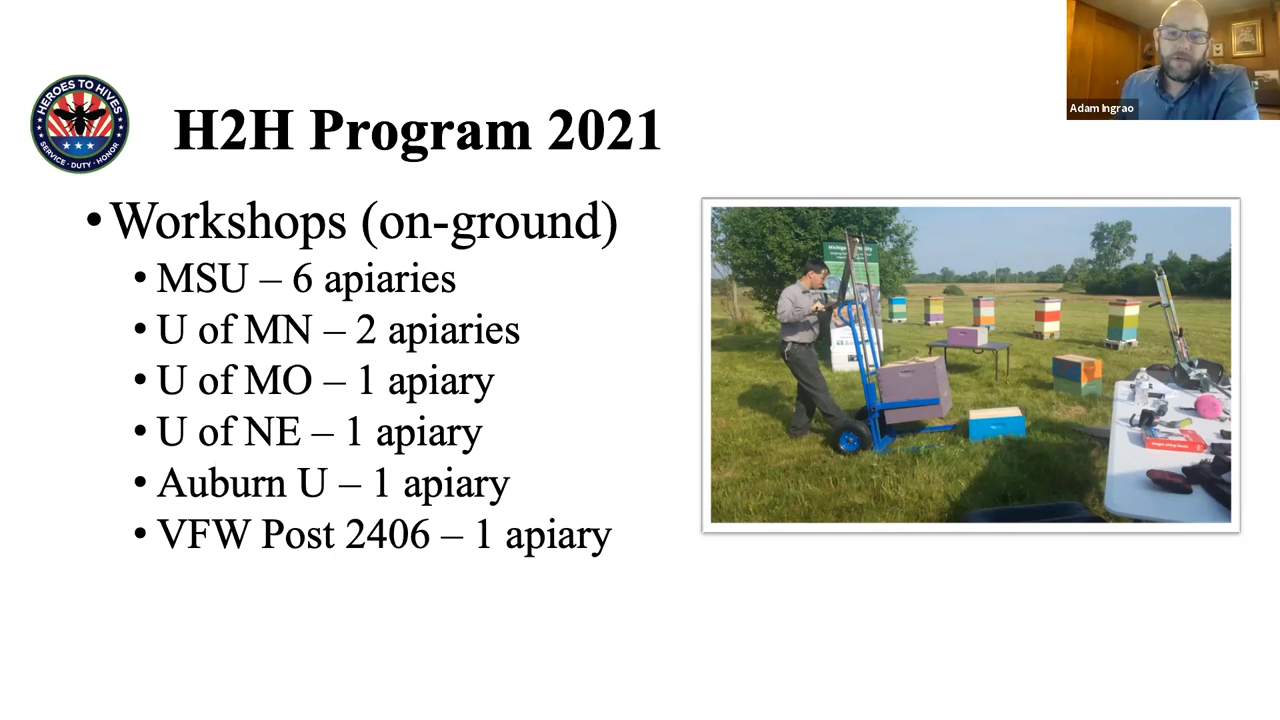 HEROES TO HIVES
SERVICE · DUTY · HONOR
H2H Program 2021
• Workshops (on-ground)
• MSU – 6 apiaries
• U of MN – 2 apiaries
• U of MO – 1 apiary
• U of NE – 1 apiary
• Auburn U – 1 apiary
• VFW Post 2406 – 1 apiary
Adam Ingrao